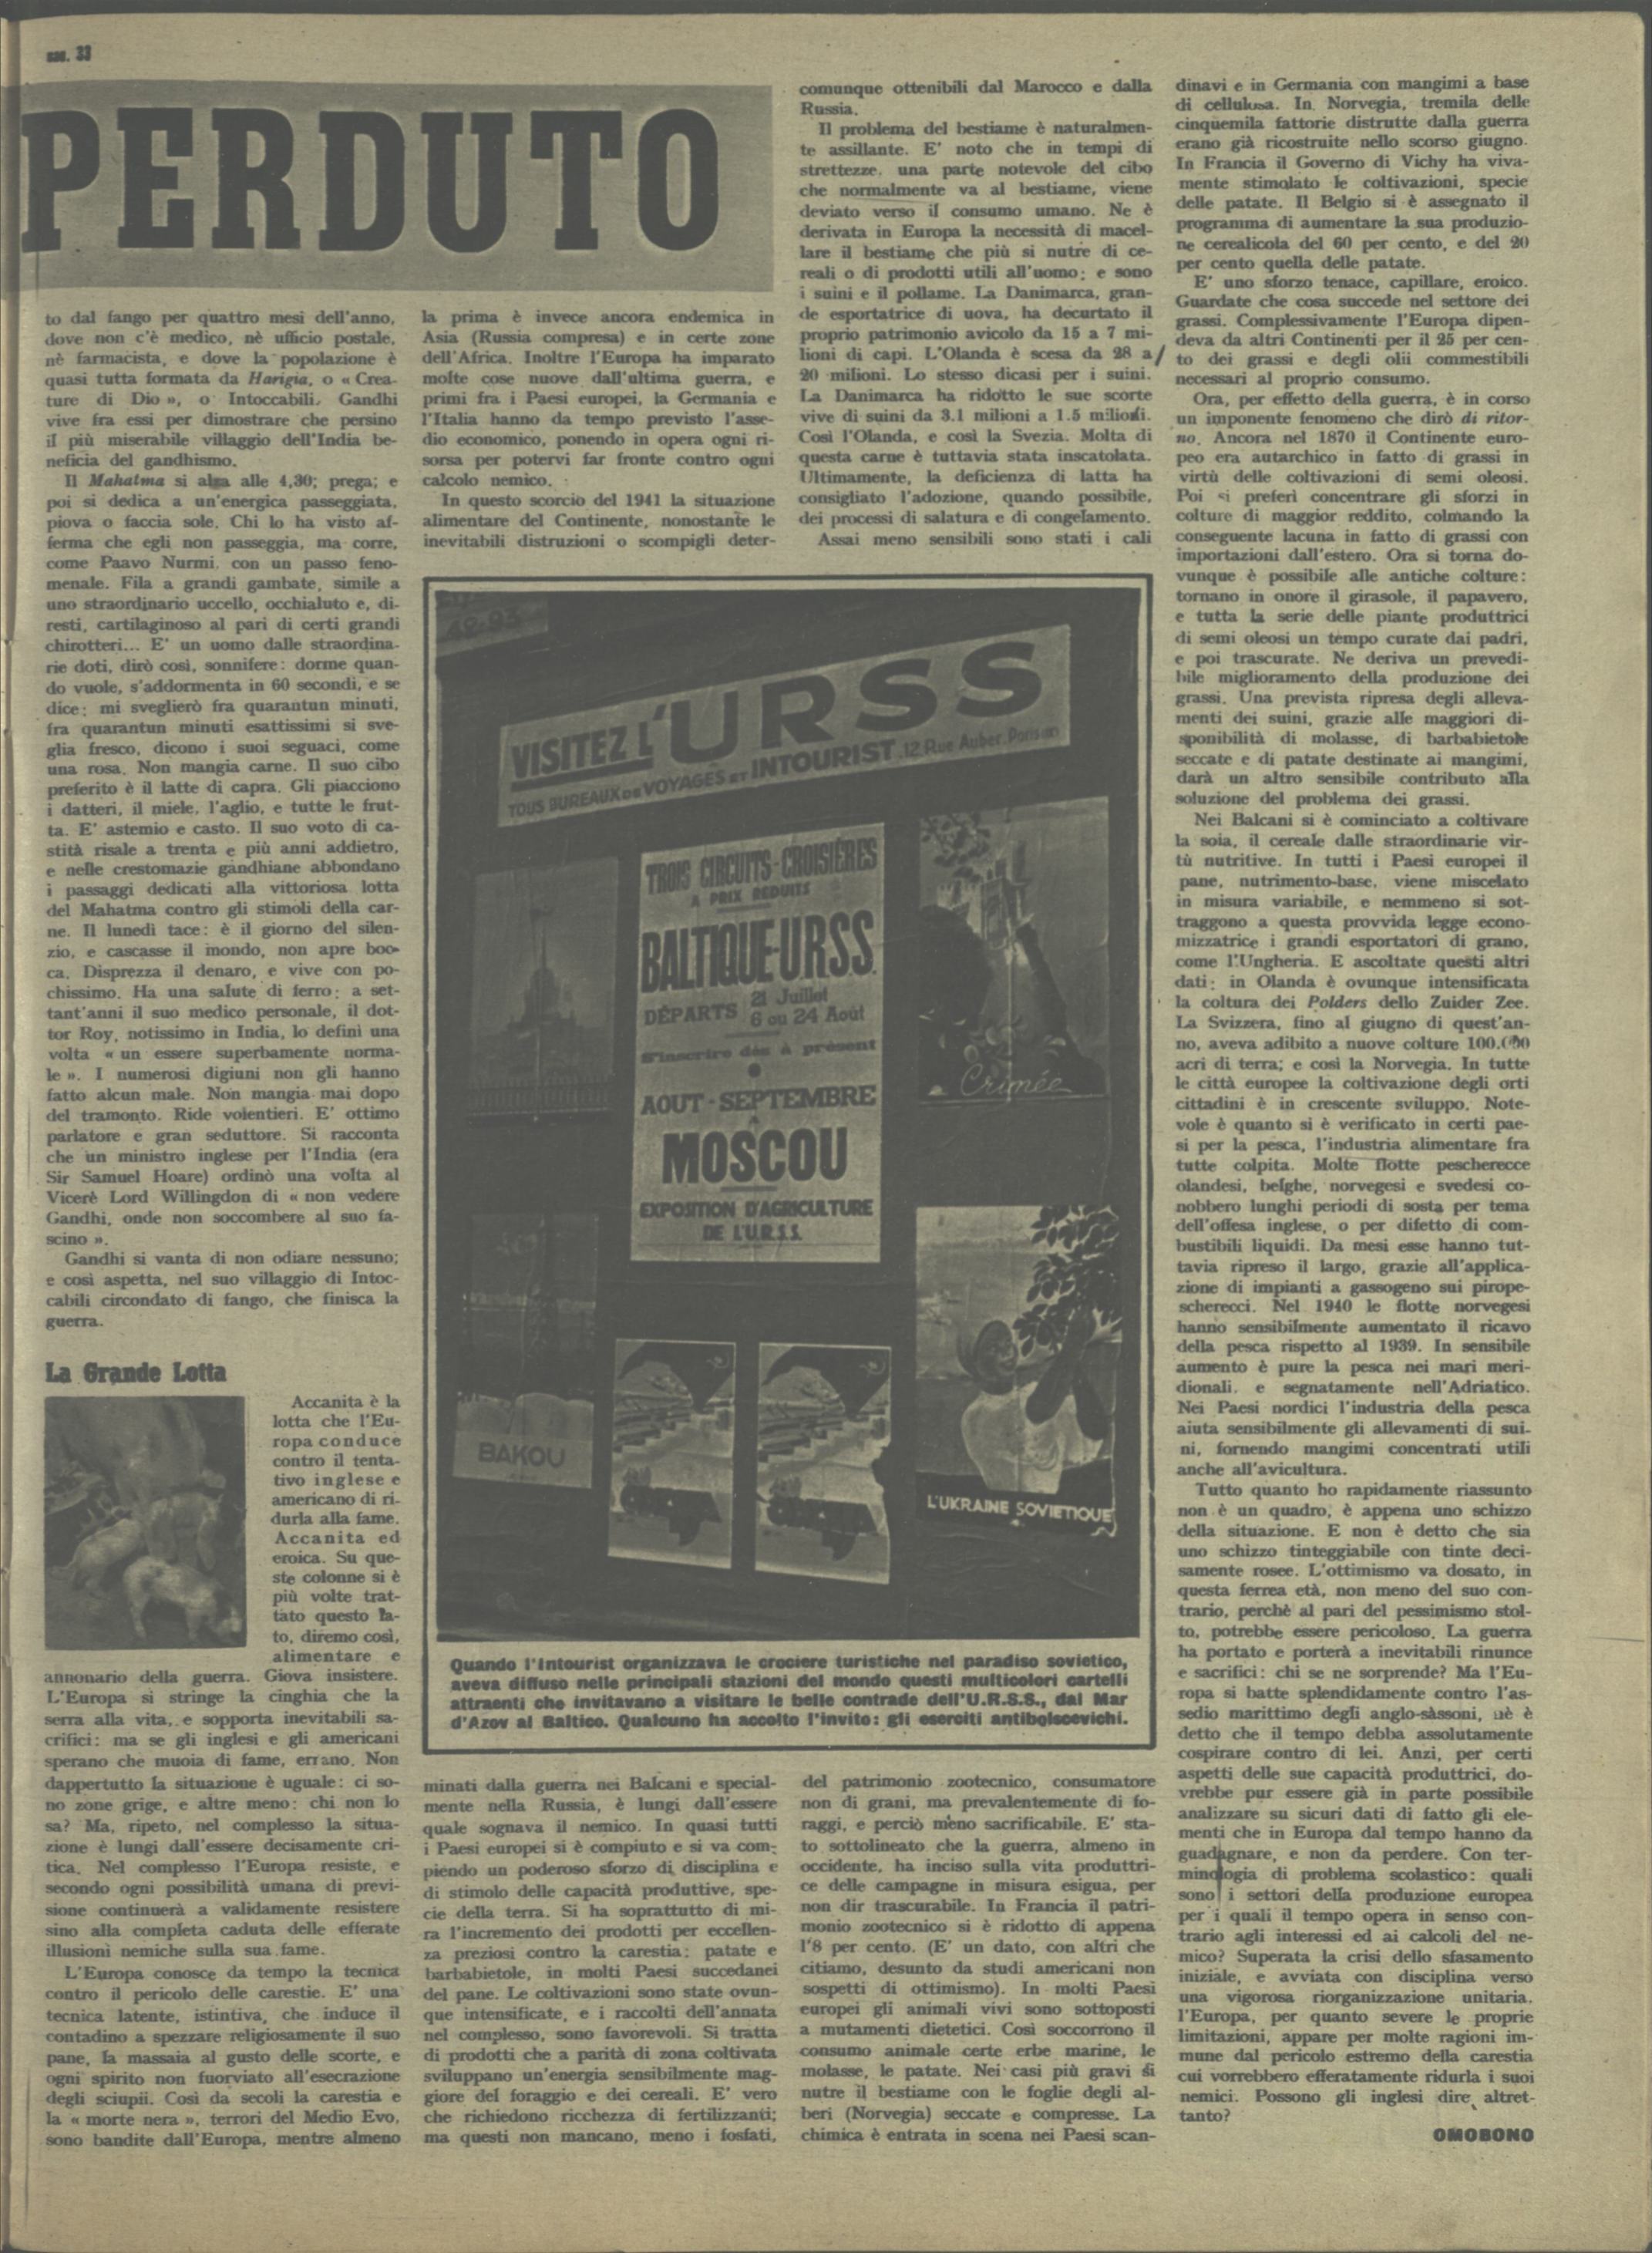 33
PERDUTO
to dal fango per quattro mesi dell'anno,
dove non c'è medico, nè ufficio postale,
nè farmacista, e dove la popolazione è
quasi tutta formata da Harigia, o « Crea-
ture di Dio », o Intoccabili. Gandhi
vive fra essi per dimostrare che persino
il più miserabile villaggio dell'India be-
neficia del gandhismo.
Il Mahatma si alza alle 4,30; prega; e
poi si dedica a un'energica passeggiata,
piova o faccia sole. Chi lo ha visto af-
ferma che egli non passeggia, ma corre,
come Paavo Nurmi, con un passo feno-
menale. Fila a grandi gambate, simile a
uno straordinario uccello, occhialuto e, di-
resti, cartilaginoso al pari di certi grandi
chirotteri... E' un uomo dalle straordina-
rie doti, dirò così, sonnifere: dorme quan-
do vuole, s'addormenta in 60 secondi, e se
dice: mi sveglierò fra quarantun minuti,
fra quarantun minuti esattissimi si sve-
glia fresco, dicono i suoi seguaci, come
una rosa. Non mangia carne. Il suo cibo
preferito è il latte di capra. Gli piacciono
i datteri, il miele, l'aglio, e tutte le frut-
ta. E' astemio e casto. Il suo voto di ca-
stità risale a trenta e più anni addietro,
e nelle crestomazie gandhiane abbondano
i passaggi dedicati alla vittoriosa lotta
del Mahatma contro gli stimoli della car-
ne. Il lunedì tace: è il giorno del silen-
zio, e cascasse il mondo, non apre boc-
ca. Disprezza il denaro, e vive con po-
chissimo. Ha una salute di ferro: a set-
tant'anni il suo medico personale, il dot-
tor Roy, notissimo in India, lo definì una
volta « un essere superbamente norma-
le ». I numerosi digiuni non gli hanno
fatto alcun male. Non mangia mai dopo
del tramonto. Ride volentieri. E' ottimo
parlatore e gran seduttore. Si racconta
che un ministro inglese per l'India (era
Sir Samuel Hoare) ordinò una volta al
Vicerè Lord Willingdon di « non vedere
Gandhi, onde non soccombere al suo fa-
scino ».
Gandhi si vanta di non odiare nessuno;
e così aspetta, nel suo villaggio di Intoc-
cabili circondato di fango, che finisca la
guerra.
La Grande Lotta
Accanita è la
lotta che l'Eu-
ropa conduce
contro il tenta-
tivo inglese e
americano di ri-
durla alla fame.
Accanita ed
eroica. Su que-
ste colonne si è
più volte trat-
tato questo la-
to, diremo così,
alimentare e
annonario della guerra. Giova insistere.
L'Europa si stringe la cinghia che la
serra alla vita, e sopporta inevitabili sa-
crifici: ma se gli inglesi e gli americani
sperano che muoia di fame, errano. Non
dappertutto la situazione è uguale: ci so-
no zone grige, e altre meno: chi non lo
sa? Ma, ripeto, nel complesso la situa-
zione è lungi dall'essere decisamente cri-
tica. Nel complesso l'Europa resiste, e
secondo ogni possibilità umana di previ-
sione continuerà a validamente resistere
sino alla completa caduta delle efferate
illusioni nemiche sulla sua fame.
L'Europa conosce da tempo la tecnica
contro il pericolo delle carestie. E' una
tecnica latente, istintiva, che induce il
contadino a spezzare religiosamente il suo
pane, la massaia al gusto delle scorte, e
ogni spirito non fuorviato all'esecrazione
degli sciupii. Così da secoli la carestia e
la « morte nera », terrori del Medio Evo,
sono bandite dall'Europa, mentre almeno
la prima è invece ancora endemica in
Asia (Russia compresa) e in certe zone
dell'Africa. Inoltre l'Europa ha imparato
molte cose nuove dall'ultima guerra, e
primi fra i Paesi europei, la Germania e
l'Italia hanno da tempo previsto l'asse-
dio economico, ponendo in opera ogni ri-
sorsa per potervi far fronte contro ogni
calcolo nemico.
In questo scorcio del 1941 la situazione
alimentare del Continente, nonostante le
inevitabili distruzioni o scompigli deter-
VISITEZ L'URSS
TOUS BUREAUX DE VOYAGES ET INTOURIST. 12 Rue Auber. Paris
TROIS CIRCUITS-CROISIÈRES
A PRIX REDUITS
BALTIQUE-U.R.S.S.
DÉPARTS 21 Juillet
6 ou 24 Août
S'inscrire dès à présent
AOUT-SEPTEMBRE
A
MOSCOU
EXPOSITION D'AGRICULTURE
DE L'U.R.S.S.
Crimée
BAKOU
L'UKRAINE SOVIETIQUE
Quando l'Intourist organizzava le crociere turistiche nel paradiso sovietico,
aveva diffuso nelle principali stazioni del mondo questi multicolori cartelli
attraenti che invitavano a visitare le belle contrade dell'U.R.S.S., dal Mar
d'Azov al Baltico. Qualcuno ha accolto l'invito: gli eserciti antibolscevichi.
minati dalla guerra nei Balcani e special-
mente nella Russia, è lungi dall'essere
quale sognava il nemico. In quasi tutti
i Paesi europei si è compiuto e si va com-
piendo un poderoso sforzo di disciplina e
di stimolo delle capacità produttive, spe-
cie della terra. Si ha soprattutto di mi-
ra l'incremento dei prodotti per eccellen-
za preziosi contro la carestia: patate e
barbabietole, in molti Paesi succedanei
del pane. Le coltivazioni sono state ovun-
que intensificate, e i raccolti dell'annata
nel complesso, sono favorevoli. Si tratta
di prodotti che a parità di zona coltivata
sviluppano un'energia sensibilmente mag-
giore del foraggio e dei cereali. E' vero
che richiedono ricchezza di fertilizzanti;
ma questi non mancano, meno i fosfati,
comunque ottenibili dal Marocco e dalla
Russia.
Il problema del bestiame è naturalmen-
te assillante. E' noto che in tempi di
strettezze, una parte notevole del cibo
che normalmente va al bestiame, viene
deviato verso il consumo umano. Ne è
derivata in Europa la necessità di macel-
lare il bestiame che più si nutre di ce-
reali o di prodotti utili all'uomo; e sono
i suini e il pollame. La Danimarca, gran-
de esportatrice di uova, ha decurtato il
proprio patrimonio avicolo da 15 a 7 mi-
lioni di capi. L'Olanda è scesa da 28 a
20 milioni. Lo stesso dicasi per i suini.
La Danimarca ha ridotto le sue scorte
vive di suini da 3.1 milioni a 1.5 milioni.
Così l'Olanda, e così la Svezia. Molta di
questa carne è tuttavia stata inscatolata.
Ultimamente, la deficienza di latta ha
consigliato l'adozione, quando possibile,
dei processi di salatura e di congelamento.
Assai meno sensibili sono stati i cali
del patrimonio zootecnico, consumatore
non di grani, ma prevalentemente di fo-
raggi, e perciò meno sacrificabile. E' sta-
to sottolineato che la guerra, almeno in
occidente, ha inciso sulla vita produttri-
ce delle campagne in misura esigua, per
non dir trascurabile. In Francia il patri-
monio zootecnico si è ridotto di appena
l'8 per cento. (E' un dato, con altri che
citiamo, desunto da studi americani non
sospetti di ottimismo). In molti Paesi
europei gli animali vivi sono sottoposti
a mutamenti dietetici. Così soccorrono il
consumo animale certe erbe marine, le
molasse, le patate. Nei casi più gravi si
nutre il bestiame con le foglie degli al-
beri (Norvegia) seccate e compresse. La
chimica è entrata in scena nei Paesi scan-
dinavi e in Germania con mangimi a base
di cellulosa. In Norvegia, tremila delle
cinquemila fattorie distrutte dalla guerra
erano già ricostruite nello scorso giugno.
In Francia il Governo di Vichy ha viva-
mente stimolato le coltivazioni, specie
delle patate. Il Belgio si è assegnato il
programma di aumentare la sua produzio-
ne cerealicola del 60 per cento, e del 20
per cento quella delle patate.
E' uno sforzo tenace, capillare, eroico.
Guardate che cosa succede nel settore dei
grassi. Complessivamente l'Europa dipen-
deva da altri Continenti per il 25 per cen-
to dei grassi e degli olii commestibili
necessari al proprio consumo.
Ora, per effetto della guerra, è in corso
un imponente fenomeno che dirò di ritor-
no. Ancora nel 1870 il Continente euro-
peo era autarchico in fatto di grassi in
virtù delle coltivazioni di semi oleosi.
Poi si preferì concentrare gli sforzi in
colture di maggior reddito, colmando la
conseguente lacuna in fatto di grassi con
importazioni dall'estero. Ora si torna do-
vunque è possibile alle antiche colture:
tornano in onore il girasole, il papavero,
e tutta la serie delle piante produttrici
di semi oleosi un tempo curate dai padri,
e poi trascurate. Ne deriva un prevedi-
bile miglioramento della produzione dei
grassi. Una prevista ripresa degli alleva-
menti dei suini, grazie alle maggiori di-
sponibilità di molasse, di barbabietole
seccate e di patate destinate ai mangimi,
darà un altro sensibile contributo alla
soluzione del problema dei grassi.
Nei Balcani si è cominciato a coltivare
la soia, il cereale dalle straordinarie vir-
tù nutritive. In tutti i Paesi europei il
pane, nutrimento-base, viene miscelato
in misura variabile, e nemmeno si sot-
traggono a questa provvida legge econo-
mizzatrice i grandi esportatori di grano,
come l'Ungheria. E ascoltate questi altri
dati: in Olanda è ovunque intensificata
la coltura dei Polders dello Zuider Zee.
La Svizzera, fino al giugno di quest'an-
no, aveva adibito a nuove colture 100.000
acri di terra; e così la Norvegia. In tutte
le città europee la coltivazione degli orti
cittadini è in crescente sviluppo. Note-
vole è quanto si è verificato in certi pae-
si per la pesca, l'industria alimentare fra
tutte colpita. Molte flotte pescherecce
olandesi, belghe, norvegesi e svedesi co-
nobbero lunghi periodi di sosta per tema
dell'offesa inglese, o per difetto di com-
bustibili liquidi. Da mesi esse hanno tut-
tavia ripreso il largo, grazie all'applica-
zione di impianti a gassogeno sui pirope-
scherecci. Nel 1940 le flotte norvegesi
hanno sensibilmente aumentato il ricavo
della pesca rispetto al 1939. In sensibile
aumento è pure la pesca nei mari meri-
dionali, e segnatamente nell'Adriatico.
Nei Paesi nordici l'industria della pesca
aiuta sensibilmente gli allevamenti di sui-
ni, fornendo mangimi concentrati utili
anche all'avicultura.
Tutto quanto ho rapidamente riassunto
non è un quadro, è appena uno schizzo
della situazione. E non è detto che sia
uno schizzo tinteggiabile con tinte deci-
samente rosee. L'ottimismo va dosato, in
questa ferrea età, non meno del suo con-
trario, perchè al pari del pessimismo stol-
to, potrebbe essere pericoloso. La guerra
ha portato e porterà a inevitabili rinunce
e sacrifici: chi se ne sorprende? Ma l'Eu-
ropa si batte splendidamente contro l'as-
sedio marittimo degli anglo-sàssoni, nè è
detto che il tempo debba assolutamente
cospirare contro di lei. Anzi, per certi
aspetti delle sue capacità produttrici, do-
vrebbe pur essere già in parte possibile
analizzare su sicuri dati di fatto gli ele-
menti che in Europa dal tempo hanno da
guadagnare, e non da perdere. Con ter-
minologia di problema scolastico: quali
sono i settori della produzione europea
per i quali il tempo opera in senso con-
trario agli interessi ed ai calcoli del ne-
mico? Superata la crisi dello sfasamento
iniziale, e avviata con disciplina verso
una vigorosa riorganizzazione unitaria.
l'Europa, per quanto severe le proprie
limitazioni, appare per molte ragioni im-
mune dal pericolo estremo della carestia
cui vorrebbero efferatamente ridurla i suoi
nemici. Possono gli inglesi dire altret-
tanto?
OMOBONO